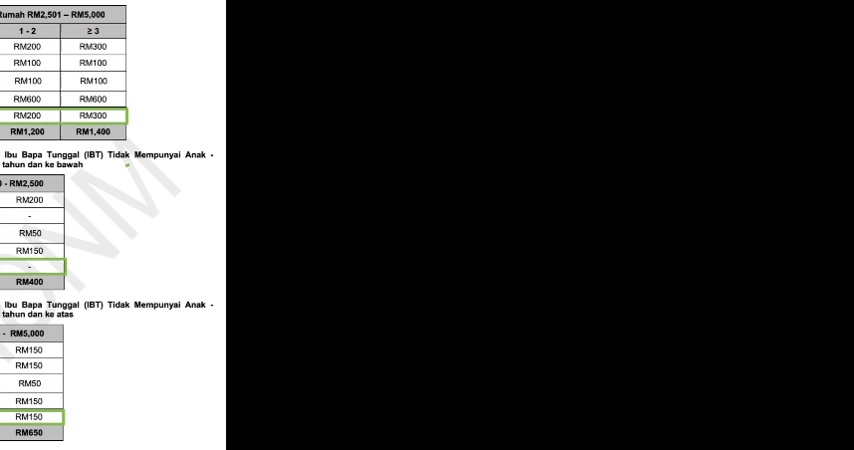 Rumah RM2,501 – RM5,000
1 - 2 ≥ 3
RM200 RM300
RM100 RM100
RM100 RM100
RM600 RM600
RM200 RM300
RM1,200 RM1,400
Ibu Bapa Tunggal (IBT) Tidak Mempunyai Anak -
tahun dan ke bawah
- RM2,500
RM200
-
RM50
RM150
-
RM400
Ibu Bapa Tunggal (IBT) Tidak Mempunyai Anak -
tahun dan ke atas
- RM5,000
RM150
RM150
RM50
RM150
RM150
RM650